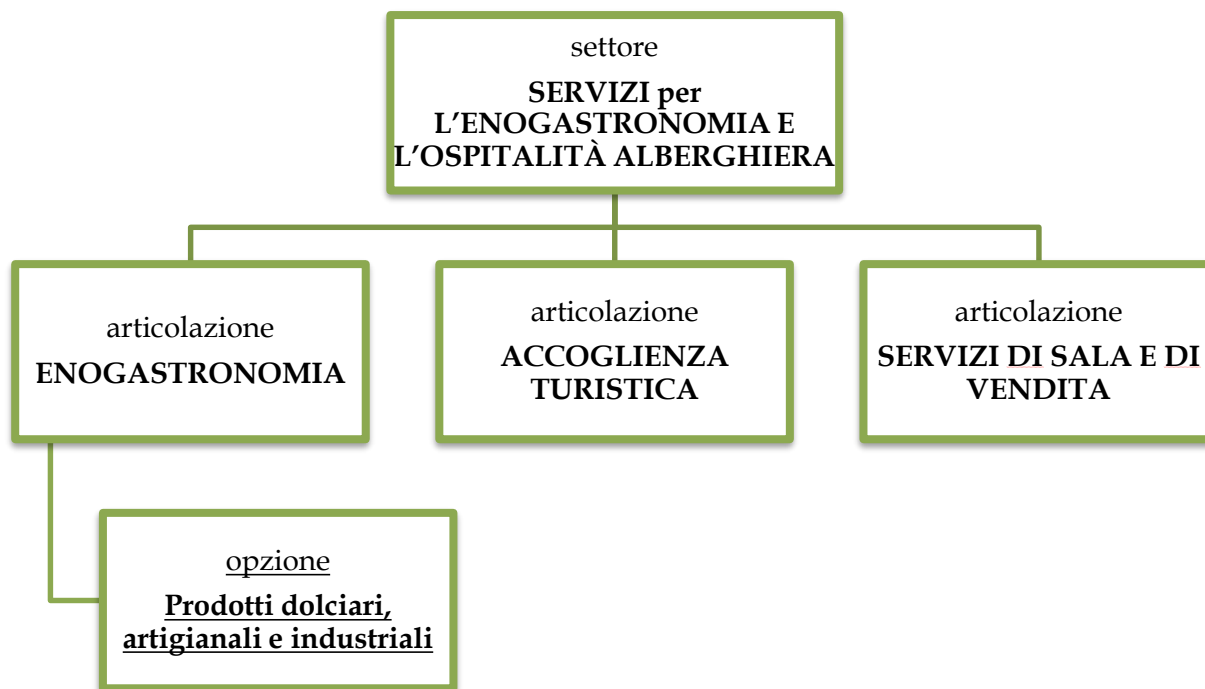 settore
SERVIZI per
L’ENOGASTRONOMIA E
L’OSPITALITÀ ALBERGHIERA
articolazione
ENOGASTRONOMIA
articolazione
ACCOGLIENZA
TURISTICA
articolazione
SERVIZI DI SALA E DI
VENDITA
opzione
Prodotti dolciari,
artigianali e industriali